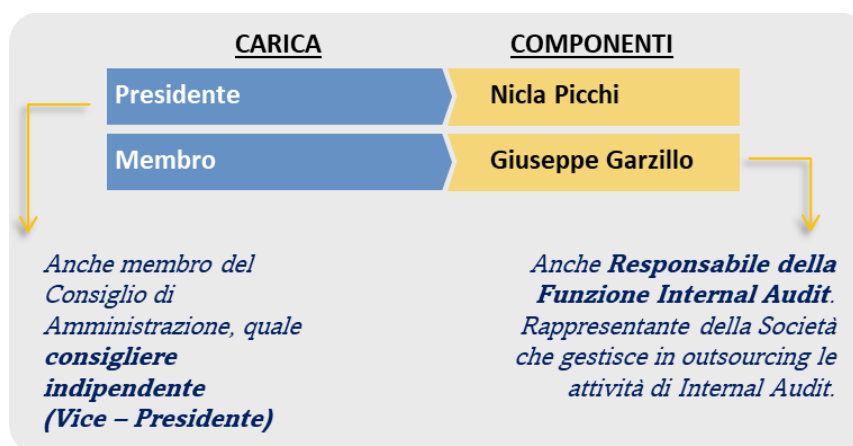 CARICA COMPONENTI
Presidente Nicla Picchi
Membro Giuseppe Garzillo
Anche membro del
Consiglio di
Amministrazione, quale
consigliere
indipendente
(Vice – Presidente)
Anche Responsabile della
Funzione Internal Audit.
Rappresentante della Società
che gestisce in outsourcing le
attività di Internal Audit.